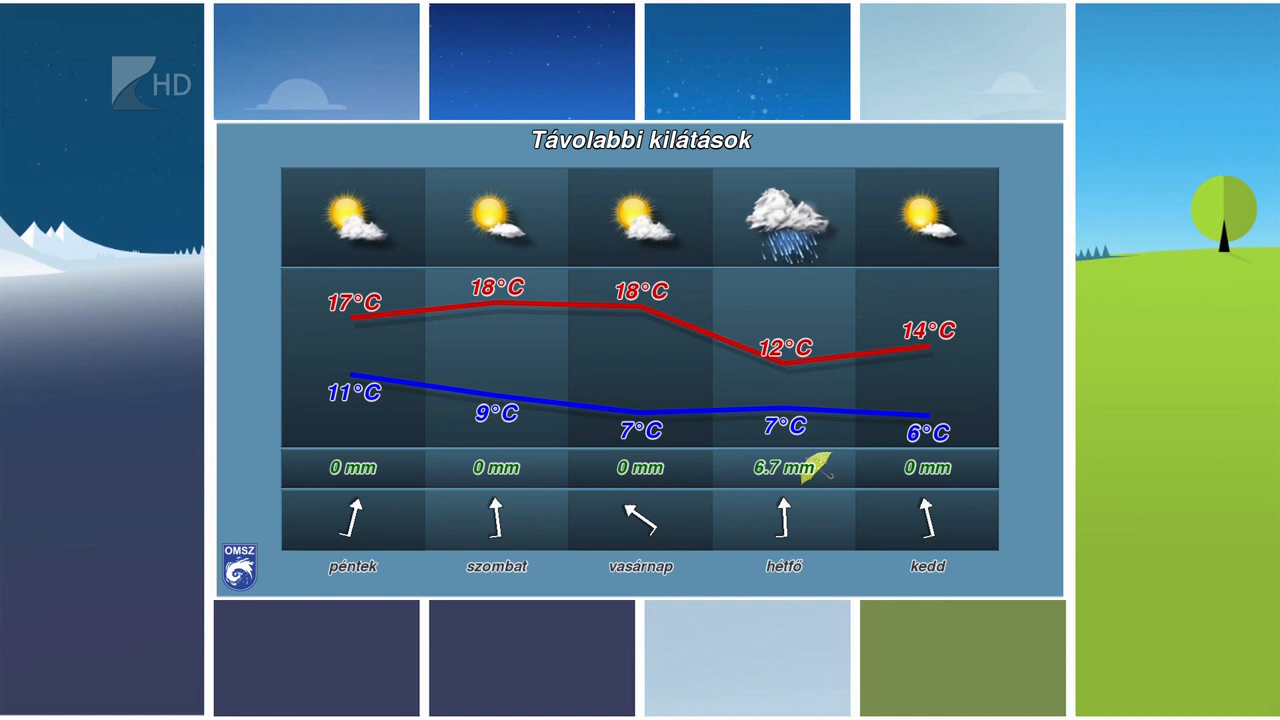 HD
Távolabbi kilátások
17°C 18°C 18°C 12°C 14°C
11°C 9°C 7°C 7°C 6°C
0 mm 0 mm 0 mm 6.7 mm 0 mm
OMSZ
péntek szombat vasárnap hétfő kedd